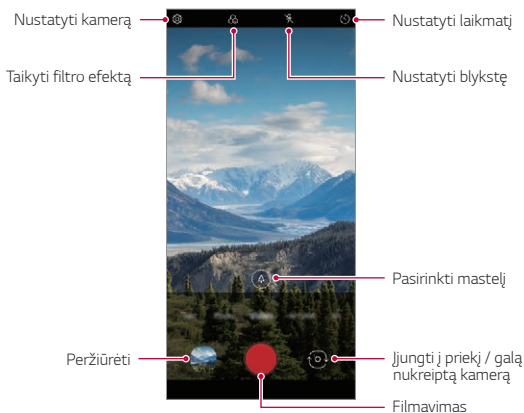 Nustatyti kamerą
Nustatyti laikmatį
Taikyti filtro efektą
Nustatyti blykstę
Pasirinkti mastelį
Peržiūrėti
Įjungti į priekį / galą
nukreiptą kamerą
Filmavimas